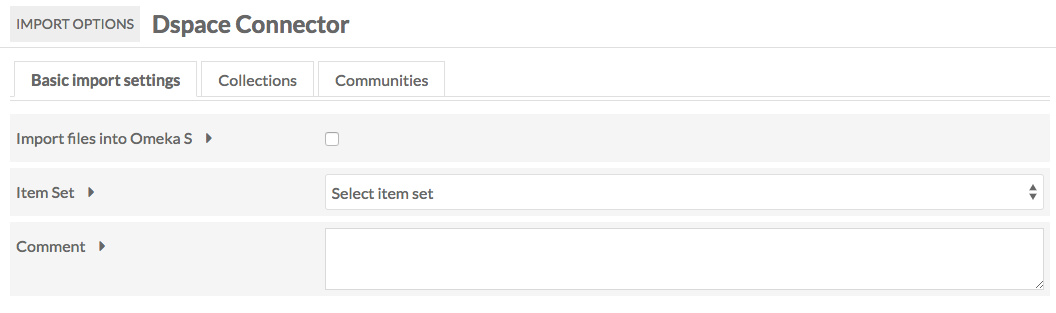 IMPORT OPTIONS Dspace Connector
Basic import settings Collections Communities
Import files into Omeka S
Item Set Select item set
Comment